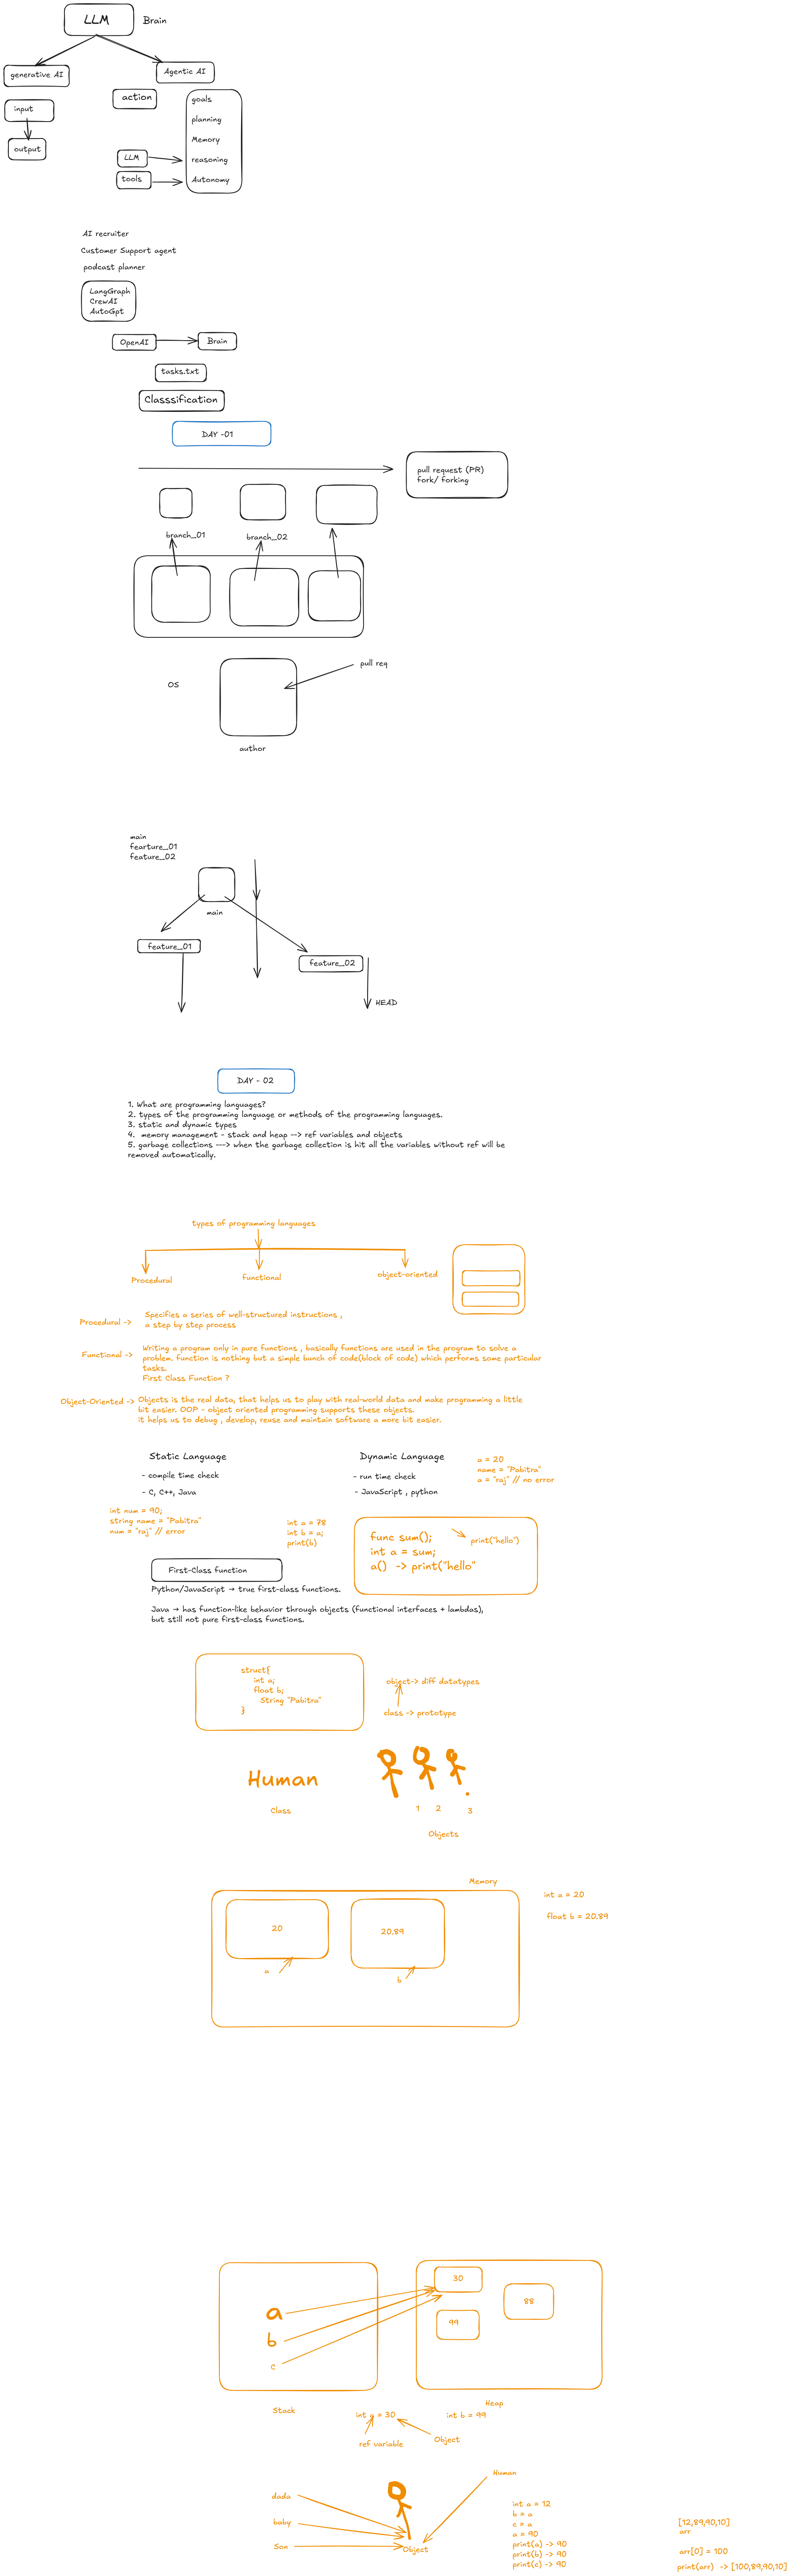 LLM
Brain
generative AI
Agentic AI
input
output
action
goals
planning
Memory
reasoning
Autonomy
LLM
tools
AI recruiter
Customer Support agent
podcast planner
LangGraph
CrewAI
AutoGpt
OpenAI
Brain
tasks.txt
Classsification
DAY -01
pull request (PR)
fork/ forking
branch_01
branch_02
pull req
OS
author
main
fearture_01
feature_02
main
feature_01
feature_02
HEAD
DAY - 02
1. What are programming languages?
2. types of the programming language or methods of the programming languages.
3. static and dynamic types
4.  memory management - stack and heap --> ref variables and objects
5. garbage collections ---> when the garbage collection is hit all the variables without ref will be
removed automatically.
types of programming languages
Procedural
functional
object-oriented
Procedural ->
Specifies a series of well-structured instructions ,
a step by step process
Functional ->
Writing a program only in pure functions , basically functions are used in the program to solve a
problem. function is nothing but a simple bunch of code(block of code) which performs some particular
tasks.
First Class Function ?
Object-Oriented ->
Objects is the real data, that helps us to play with real-world data and make programming a little
bit easier. OOP - object oriented programming supports these objects.
it helps us to debug , develop, reuse and maintain software a more bit easier.
Static Language
- compile time check
- C, C++, Java
Dynamic Language
- run time check
- JavaScript , python
a = 20
name = "Pabitra"
a = "raj" // no error
int num = 90;
string name = "Pabitra"
num = "raj" // error
int a = 78
int b = a;
print(b)
func sum();
int a = sum;
a()  -> print("hello"
print("hello")
First-Class function
Python/JavaScript → true first-class functions.
Java → has function-like behavior through objects (functional interfaces + lambdas),
but still not pure first-class functions.
struct{
int a;
float b;
String "Pabitra"
}
object-> diff datatypes
class -> prototype
Human
Class
1
2
3
Objects
Memory
int a = 20
float b = 20.89
20
20.89
a
b
a
b
c
30
88
99
Stack
Heap
int a = 30
int b = 99
ref variable
Object
Human
dada
baby
Son
Object
int a = 12
b = a
c = a
a = 90
print(a) -> 90
print(b) -> 90
print(c) -> 90
[12,89,90,10]
arr
arr[0] = 100
print(arr)  -> [100,89,90,10]